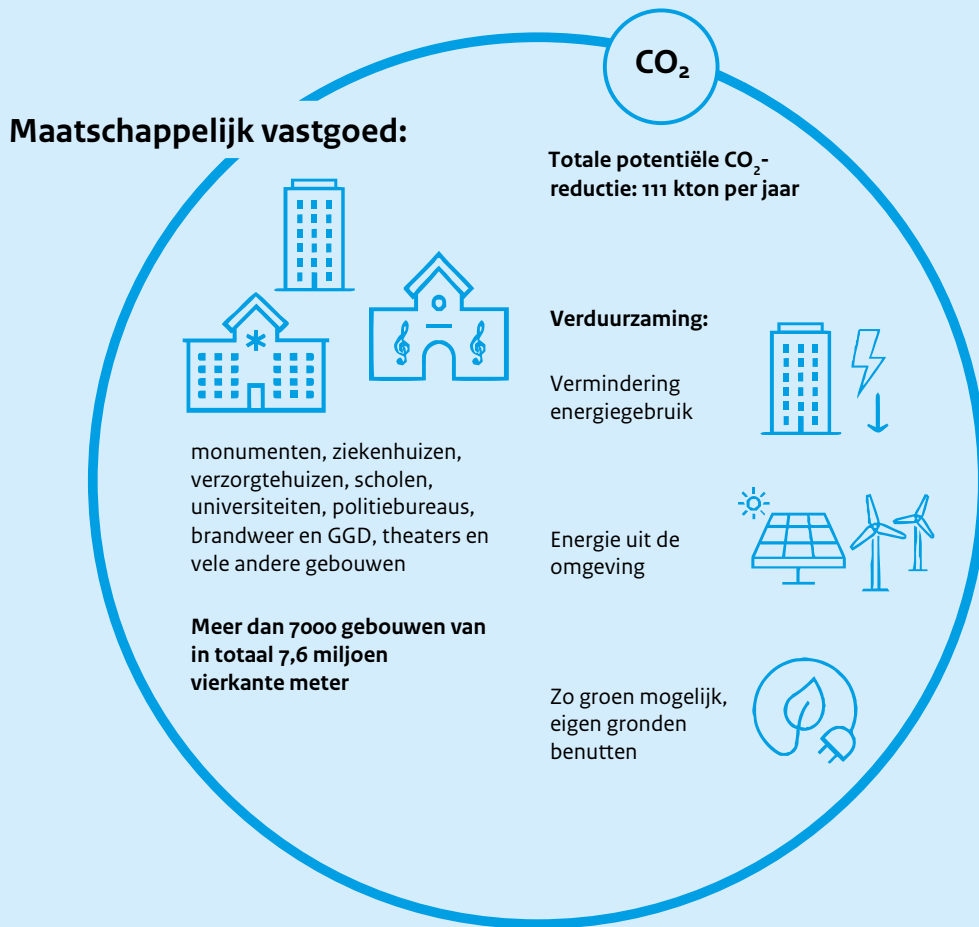 CO₂
Maatschappelijk vastgoed:
Totale potentiële CO₂-
reductie: 111 kton per jaar
monumenten, ziekenhuizen,
verzorgtehuizen, scholen,
universiteiten, politiebureaus,
brandweer en GGD, theaters en
vele andere gebouwen
Meer dan 7000 gebouwen van
in totaal 7,6 miljoen
vierkante meter
Verduurzaming:
Vermindering
energiegebruik
Energie uit de
omgeving
Zo groen mogelijk,
eigen gronden
benutten